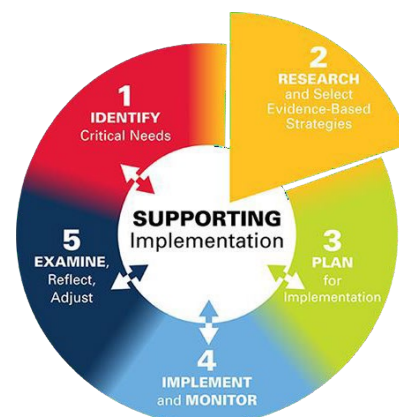 1
IDENTIFY
Critical Needs
2
RESEARCH
and Select
Evidence-Based
Strategies
3
PLAN
for
Implementation
4
IMPLEMENT
and MONITOR
5
EXAMINE,
Reflect,
Adjust
SUPPORTING
Implementation